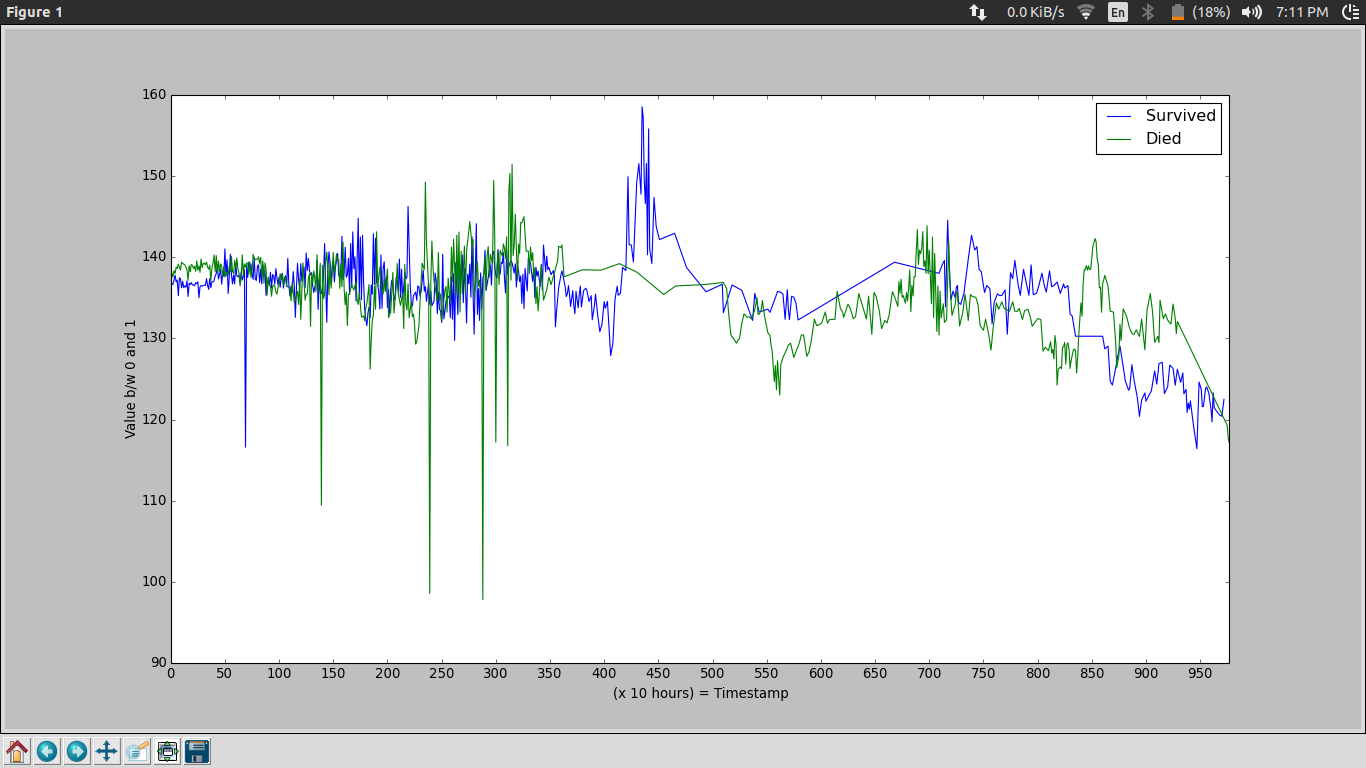 Figure 1
0.0 KiB/s
En
(18%)
7:11 PM
160
150
140
130
120
110
100
90
Value b/w 0 and 1
Survived
Died
0 50 100 150 200 250 300 350 400 450 500 550 600 650 700 750 800 850 900 950
(x 10 hours) = Timestamp